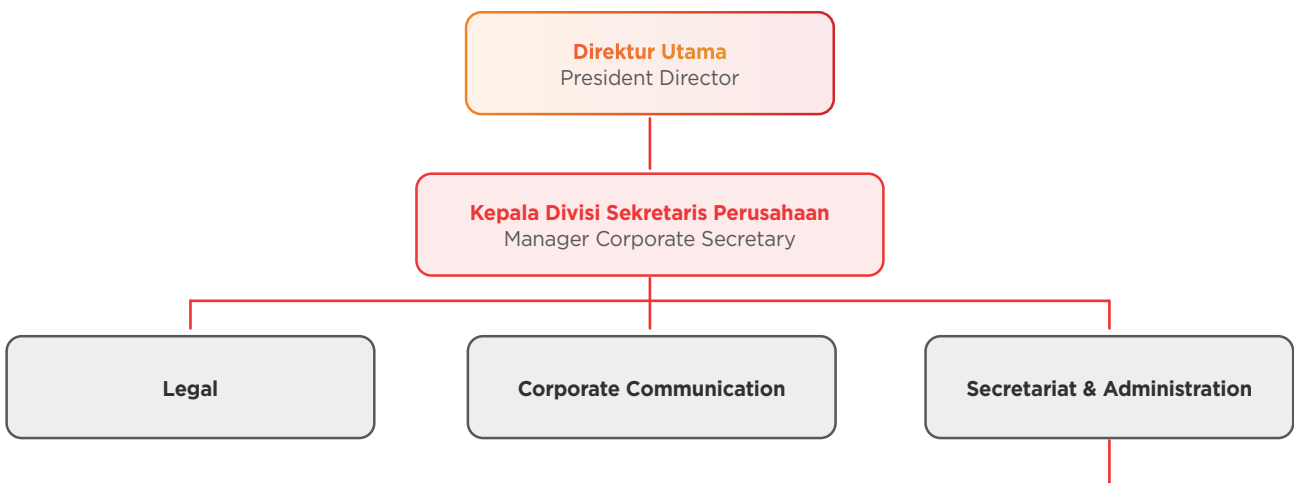 Direktur Utama
President Director
Kepala Divisi Sekretaris Perusahaan
Manager Corporate Secretary
Legal
Corporate Communication
Secretariat & Administration